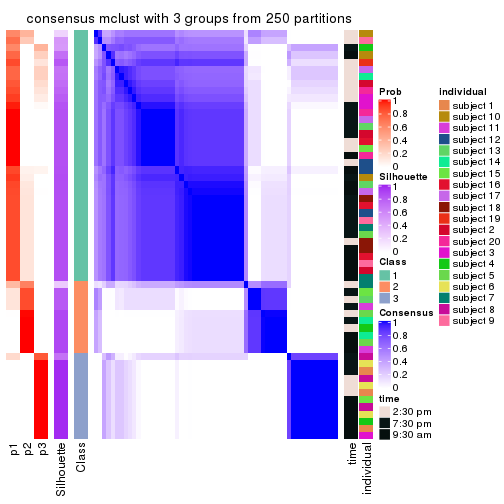 consensus mclust with 3 groups from 250 partitions
Prob
1
0.8
0.6
0.4
0.2
0
Silhouette
1
0.8
0.6
0.4
0.2
0
Class
1
2
3
Consensus
1
0.8
0.6
0.4
0.2
0
time
2:30 pm
7:30 pm
9:30 am
individual
subject 1
subject 10
subject 11
subject 12
subject 13
subject 14
subject 15
subject 16
subject 17
subject 18
subject 19
subject 2
subject 20
subject 3
subject 4
subject 5
subject 6
subject 7
subject 8
subject 9
p1
p2
p3
Silhouette
Class
time
individual